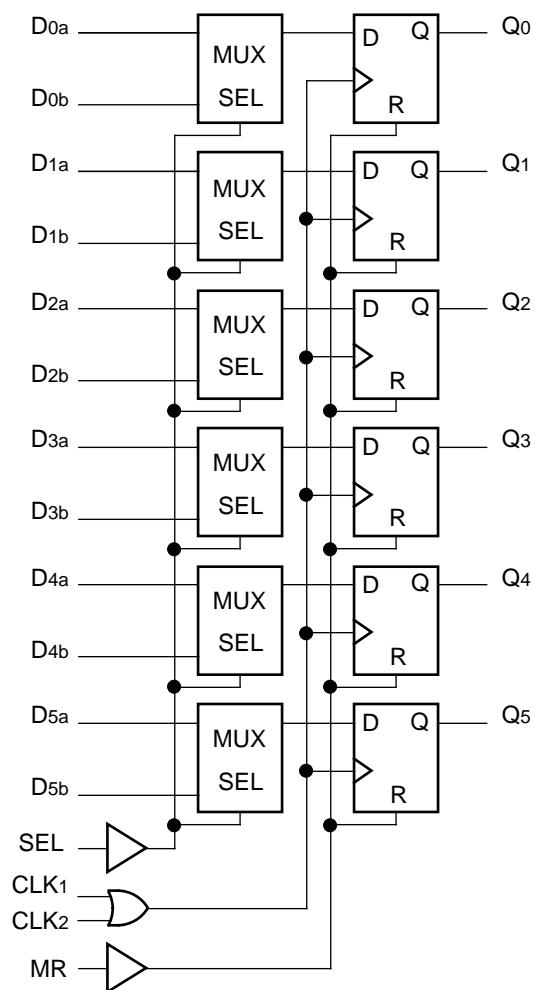 D0a MUX D Q Q0
D0b SEL R
D1a MUX D Q Q1
D1b SEL R
D2a MUX D Q Q2
D2b SEL R
D3a MUX D Q Q3
D3b SEL R
D4a MUX D Q Q4
D4b SEL R
D5a MUX D Q Q5
D5b SEL R
SEL
CLK1
CLK2
MR